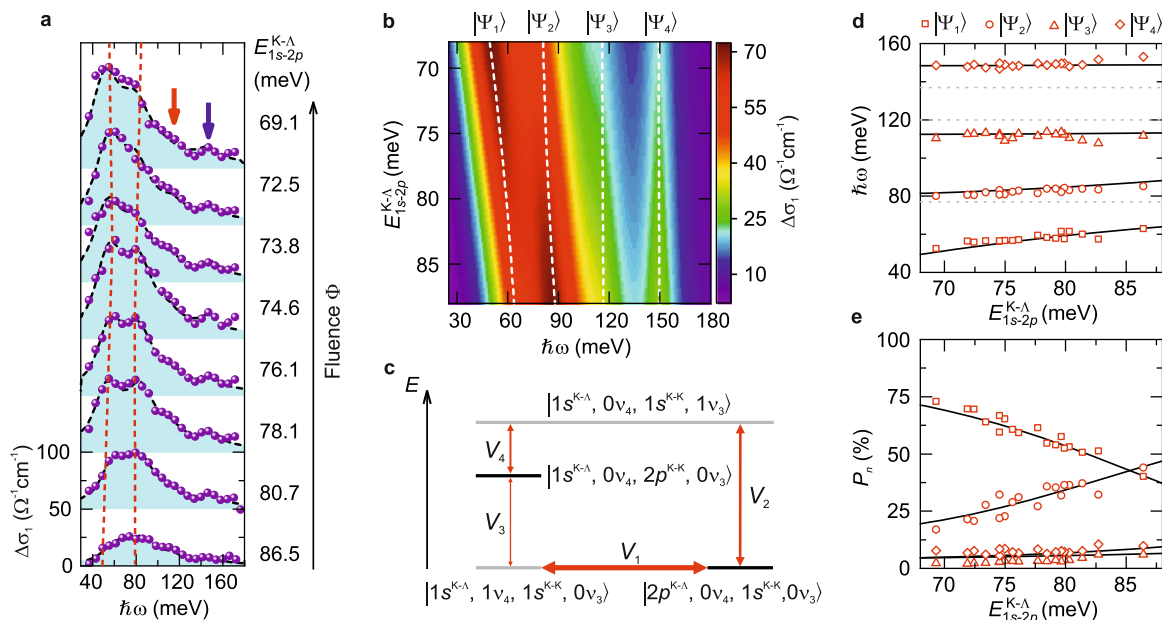 a
E^{K-Λ}_{1s-2p}
(meV)
69.1
72.5
73.8
74.6
76.1
78.1
80.7
86.5
Fluence Φ
Δσ₁ (Ω⁻¹cm⁻¹)
100
50
0
40 80 120 160
ħω (meV)
b
|Ψ₁⟩ |Ψ₂⟩ |Ψ₃⟩ |Ψ₄⟩
E^{K-Λ}_{1s-2p} (meV)
70
75
80
85
30 60 90 120 150 180
ħω (meV)
70
55
40
25
10
Δσ₁ (Ω⁻¹cm⁻¹)
c
E
|1s^{K-Λ}, 0ν₄, 1s^{K-K}, 1ν₃⟩
V₄
|1s^{K-Λ}, 0ν₄, 2p^{K-K}, 0ν₃⟩
V₂
V₃
V₁
|1s^{K-Λ}, 1ν₄, 1s^{K-K}, 0ν₃⟩ |2p^{K-Λ}, 0ν₄, 1s^{K-K},0ν₃⟩
d
|Ψ₁⟩ |Ψ₂⟩ |Ψ₃⟩ |Ψ₄⟩
ħω (meV)
160
120
80
40
70 75 80 85
E^{K-Λ}_{1s-2p} (meV)
e
Pₙ (%)
100
75
50
25
0
70 75 80 85
E^{K-Λ}_{1s-2p} (meV)